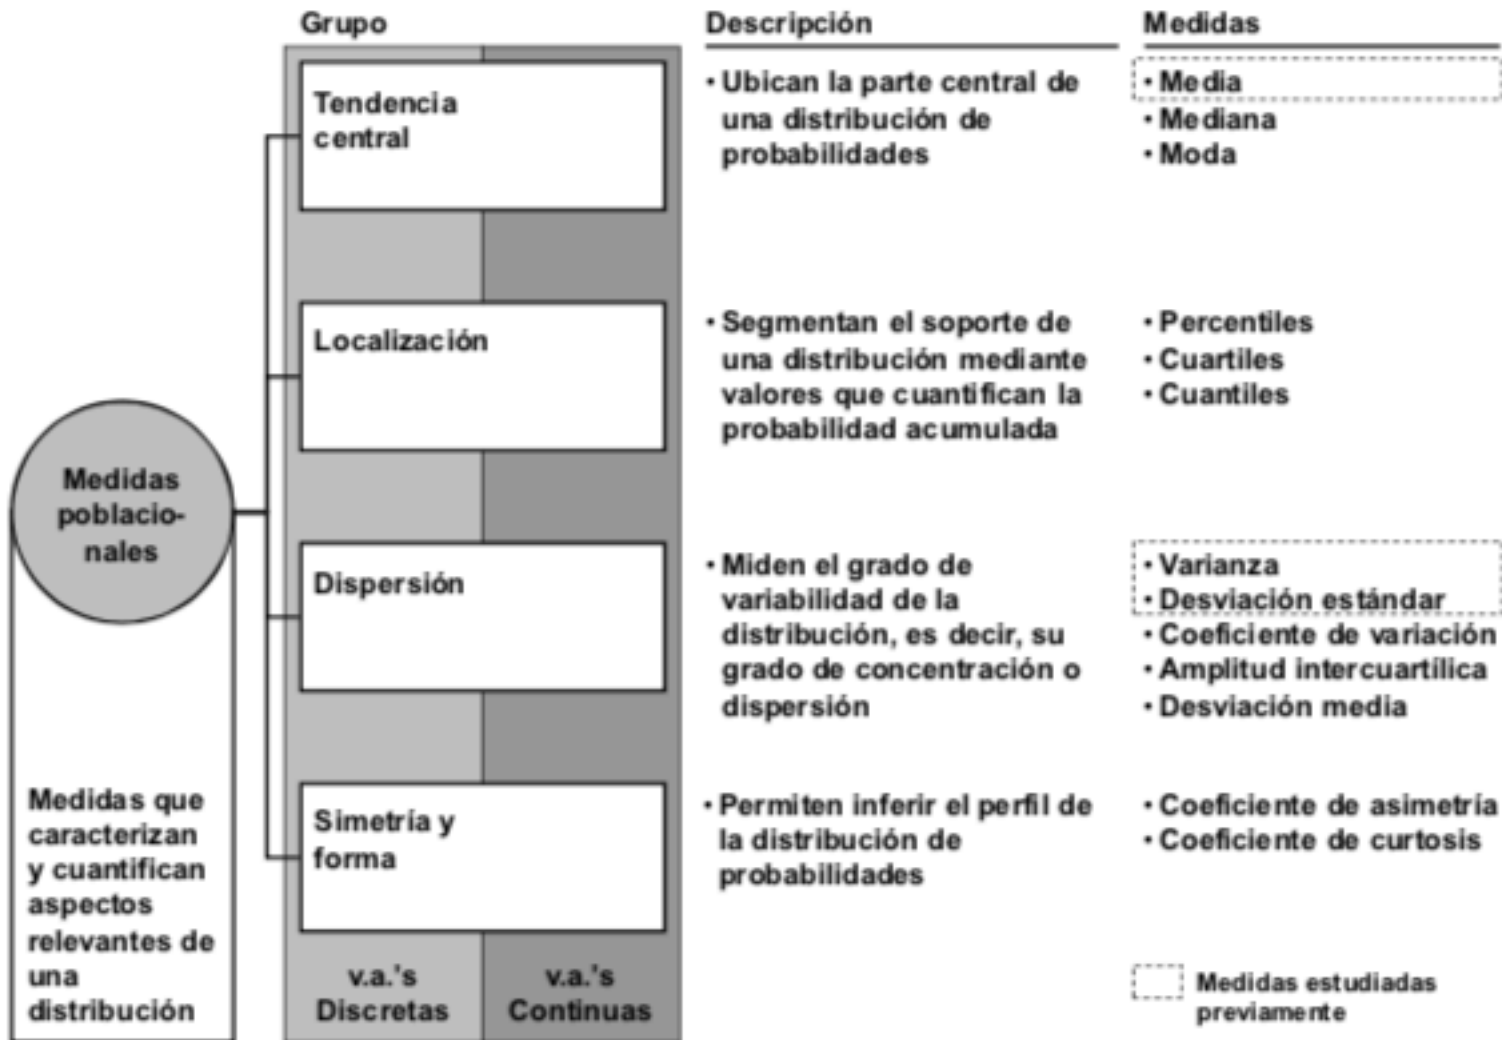 Grupo
Descripción
Medidas
Tendencia
central
• Ubican la parte central de
una distribución de
probabilidades
• Media
• Mediana
• Moda
Localización
• Segmentan el soporte de
una distribución mediante
valores que cuantifican la
probabilidad acumulada
• Percentiles
• Cuartiles
• Cuantiles
Medidas
poblacio-
nales
Dispersión
• Miden el grado de
variabilidad de la
distribución, es decir, su
grado de concentración o
dispersión
• Varianza
• Desviación estándar
• Coeficiente de variación
• Amplitud intercuartílica
• Desviación media
Medidas que
caracterizan
y cuantifican
aspectos
relevantes de
una
distribución
Simetría y
forma
• Permiten inferir el perfil de
la distribución de
probabilidades
• Coeficiente de asimetría
• Coeficiente de curtosis
v.a.'s
Discretas
v.a.'s
Continuas
Medidas estudiadas
previamente